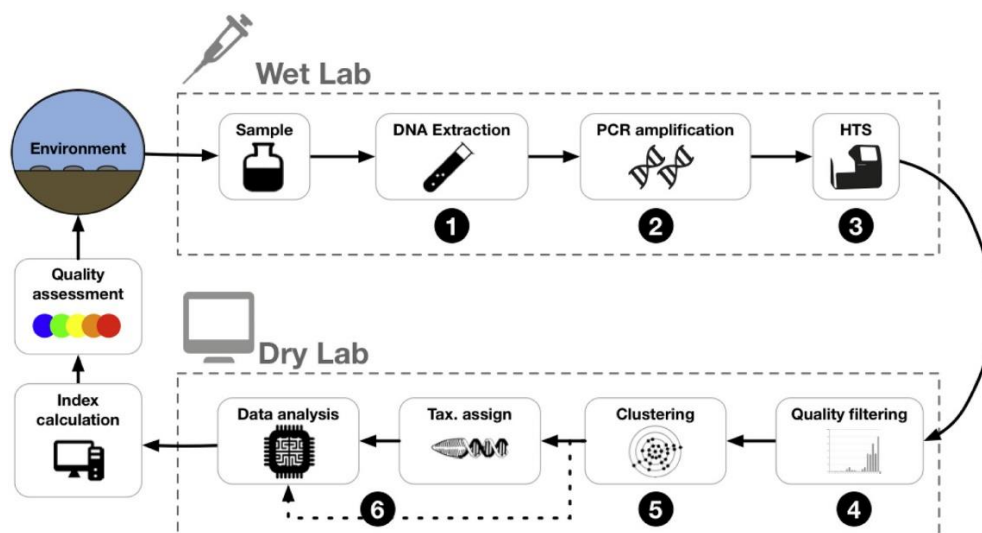 Wet Lab
Environment
Sample
DNA Extraction
PCR amplification
HTS
1
2
3
Quality
assessment
Dry Lab
Index
calculation
Data analysis
Tax. assign
Clustering
Quality filtering
6
5
4